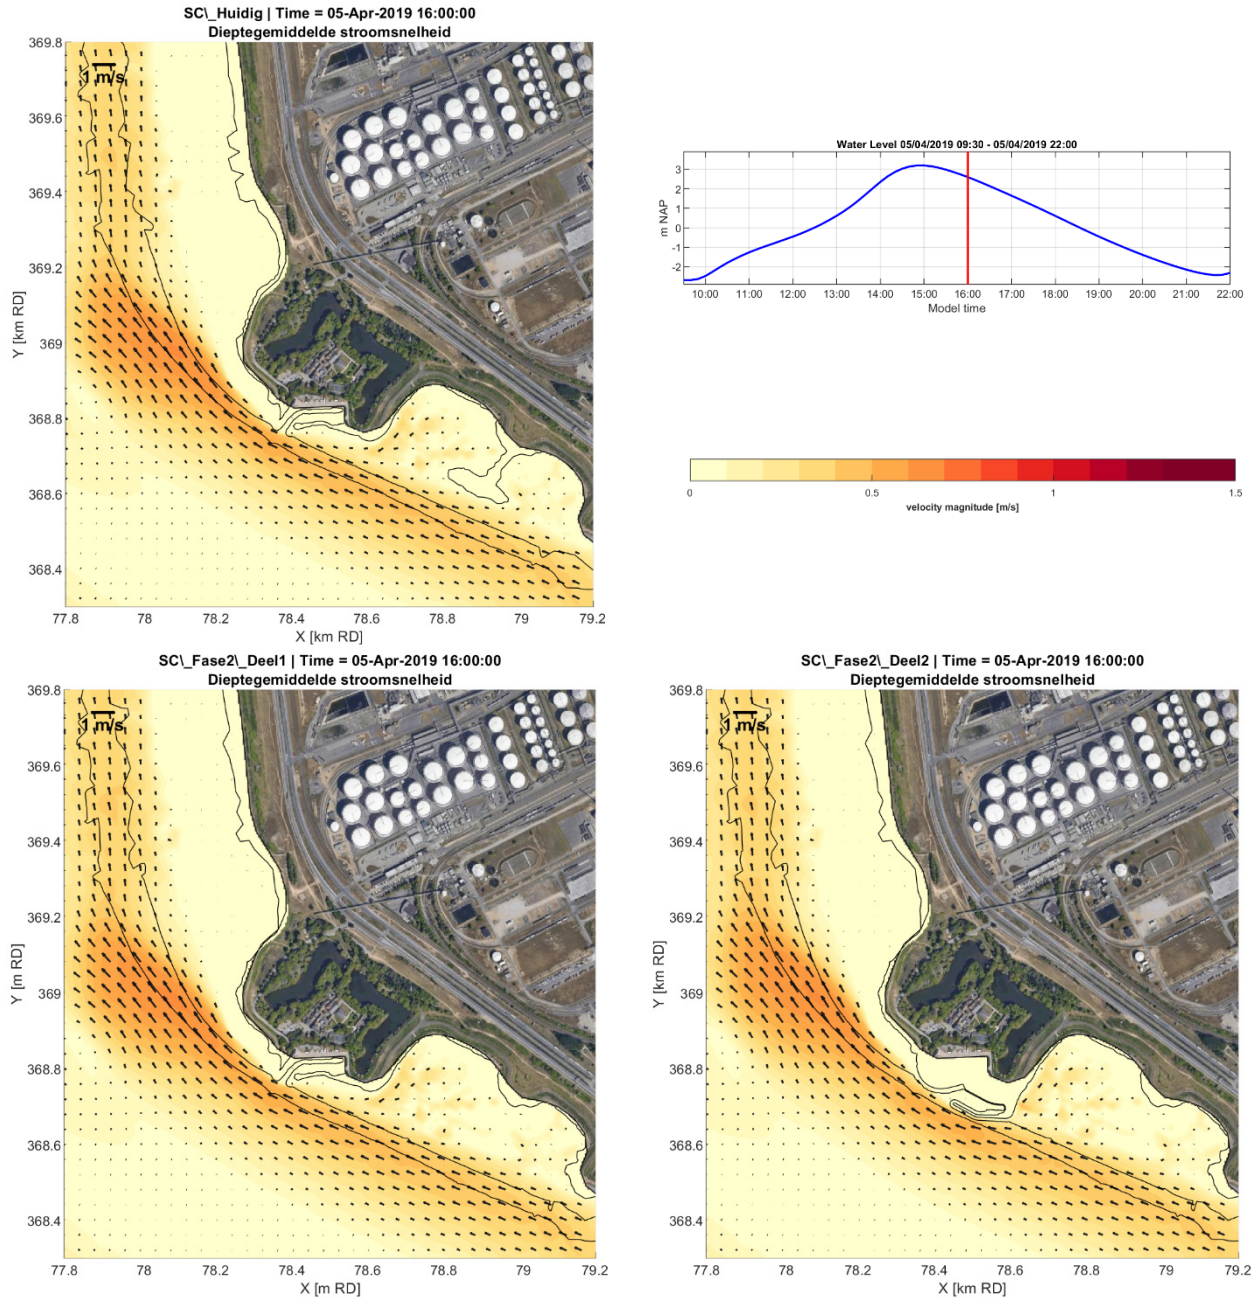 SC\_Huidig | Time = 05-Apr-2019 16:00:00
Dieptegemiddelde stroomsnelheid
1 m/s
369.8
369.6
369.4
369.2
369
368.8
368.6
368.4
Y [km RD]
77.8 78 78.2 78.4 78.6 78.8 79 79.2
X [km RD]
Water Level 05/04/2019 09:30 - 05/04/2019 22:00
3
2
1
0
-1
-2
m NAP
10:00 11:00 12:00 13:00 14:00 15:00 16:00 17:00 18:00 19:00 20:00 21:00 22:00
Model time
0 0.5 1 1.5
velocity magnitude [m/s]
SC\_Fase2\_Deel1 | Time = 05-Apr-2019 16:00:00
Dieptegemiddelde stroomsnelheid
1 m/s
369.8
369.6
369.4
369.2
369
368.8
368.6
368.4
Y [m RD]
77.8 78 78.2 78.4 78.6 78.8 79 79.2
X [m RD]
SC\_Fase2\_Deel2 | Time = 05-Apr-2019 16:00:00
Dieptegemiddelde stroomsnelheid
1 m/s
369.8
369.6
369.4
369.2
369
368.8
368.6
368.4
Y [km RD]
77.8 78 78.2 78.4 78.6 78.8 79 79.2
X [km RD]